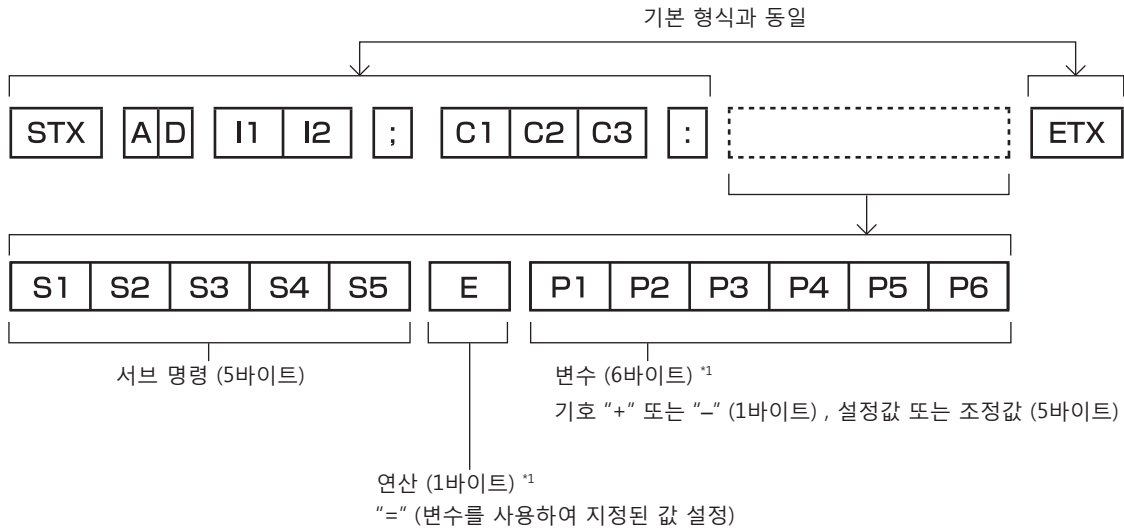 기본 형식과 동일
STX A D I1 I2 ; C1 C2 C3 : ETX
S1 S2 S3 S4 S5 E P1 P2 P3 P4 P5 P6
서브 명령 (5바이트)
변수 (6바이트) *1
기호 "+" 또는 "–" (1바이트) , 설정값 또는 조정값 (5바이트)
연산 (1바이트) *1
"=" (변수를 사용하여 지정된 값 설정)